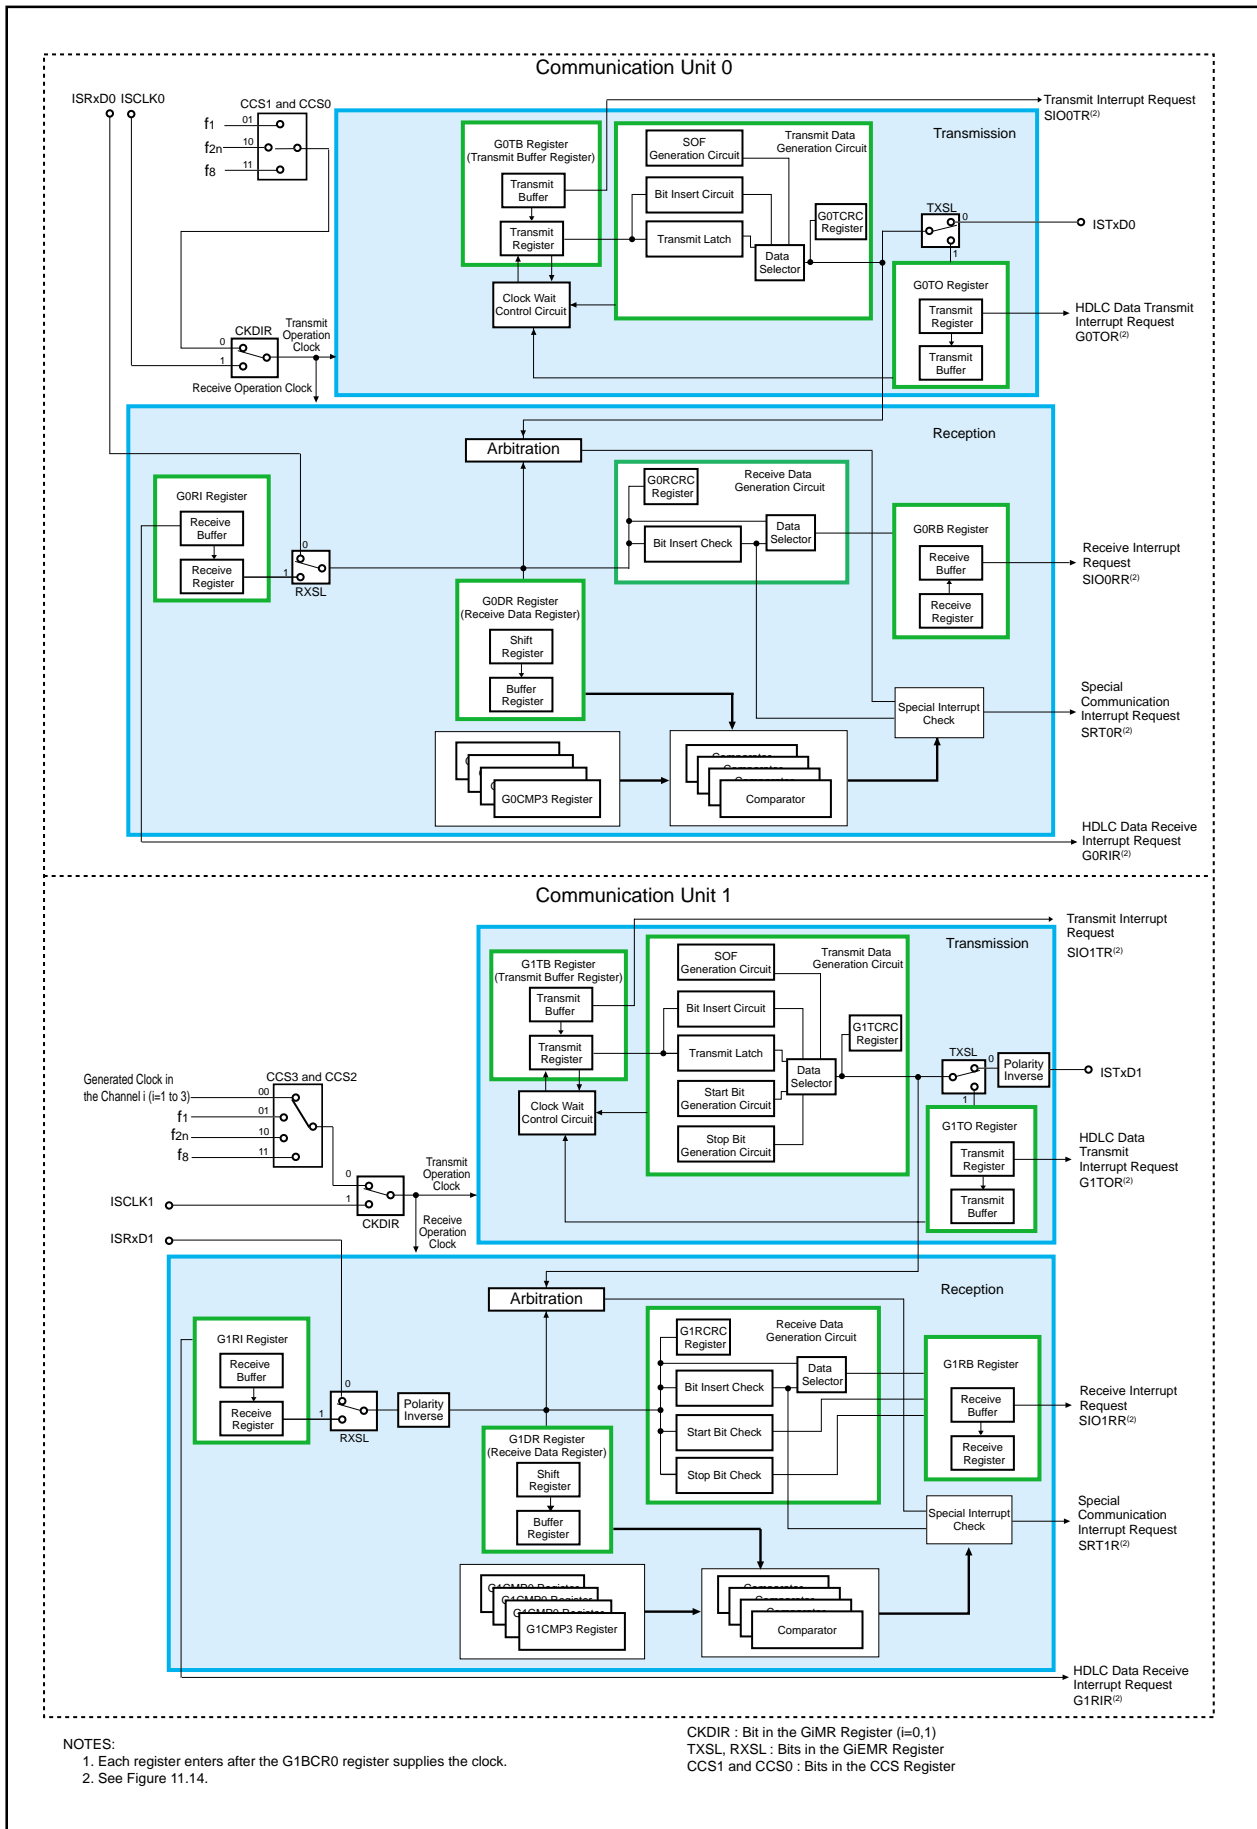 Communication Unit 0
ISRxD0 ISCLK0
CCS1 and CCS0
f1 01
f2n 10
f8 11
Transmit Interrupt Request
SIO0TR(2)
Transmission
G0TB Register
(Transmit Buffer Register)
Transmit
Buffer
Transmit
Register
SOF
Generation Circuit
Transmit Data
Generation Circuit
Bit Insert Circuit
Transmit Latch
Data
Selector
G0TCRC
Register
TXSL
0
1
ISTxD0
Clock Wait
Control Circuit
G0TO Register
Transmit
Register
Transmit
Buffer
HDLC Data Transmit
Interrupt Request
G0TOR(2)
CKDIR
0
1
Transmit
Operation
Clock
Receive Operation Clock
Reception
Arbitration
G0RI Register
Receive
Buffer
Receive
Register
0
1
RXSL
G0RCRC
Register
Receive Data
Generation Circuit
Bit Insert Check
Data
Selector
G0RB Register
Receive
Buffer
Receive
Register
Receive Interrupt
Request
SIO0RR(2)
G0DR Register
(Receive Data Register)
Shift
Register
Buffer
Register
Special Interrupt
Check
Special
Communication
Interrupt Request
SRT0R(2)
G0CMP3 Register
Comparator
Comparator
Comparator
Comparator
HDLC Data Receive
Interrupt Request
G0RIR(2)
Communication Unit 1
Transmit Interrupt
Request
SIO1TR(2)
Transmission
G1TB Register
(Transmit Buffer Register)
Transmit
Buffer
Transmit
Register
SOF
Generation Circuit
Transmit Data
Generation Circuit
Bit Insert Circuit
Transmit Latch
Start Bit
Generation Circuit
Stop Bit
Generation Circuit
Data
Selector
G1TCRC
Register
TXSL
0
1
Polarity
Inverse
ISTxD1
Clock Wait
Control Circuit
G1TO Register
Transmit
Register
Transmit
Buffer
HDLC Data
Transmit
Interrupt Request
G1TOR(2)
CCS3 and CCS2
Generated Clock in
the Channel i (i=1 to 3)
00
f1 01
f2n 10
f8 11
0
1
CKDIR
ISCLK1
ISRxD1
Transmit
Operation
Clock
Receive
Operation
Clock
Reception
Arbitration
G1RI Register
Receive
Buffer
Receive
Register
0
1
RXSL
Polarity
Inverse
G1RCRC
Register
Receive Data
Generation Circuit
Data
Selector
Bit Insert Check
Start Bit Check
Stop Bit Check
G1RB Register
Receive
Buffer
Receive
Register
Receive Interrupt
Request
SIO1RR(2)
G1DR Register
(Receive Data Register)
Shift
Register
Buffer
Register
Special Interrupt
Check
Special
Communication
Interrupt Request
SRT1R(2)
G1CMP0 Register
G1CMP0 Register
G1CMP0 Register
G1CMP3 Register
Comparator
Comparator
Comparator
Comparator
HDLC Data Receive
Interrupt Request
G1RIR(2)
NOTES:
1. Each register enters after the G1BCR0 register supplies the clock.
2. See Figure 11.14.
CKDIR : Bit in the GiMR Register (i=0,1)
TXSL, RXSL : Bits in the GiEMR Register
CCS1 and CCS0 : Bits in the CCS Register